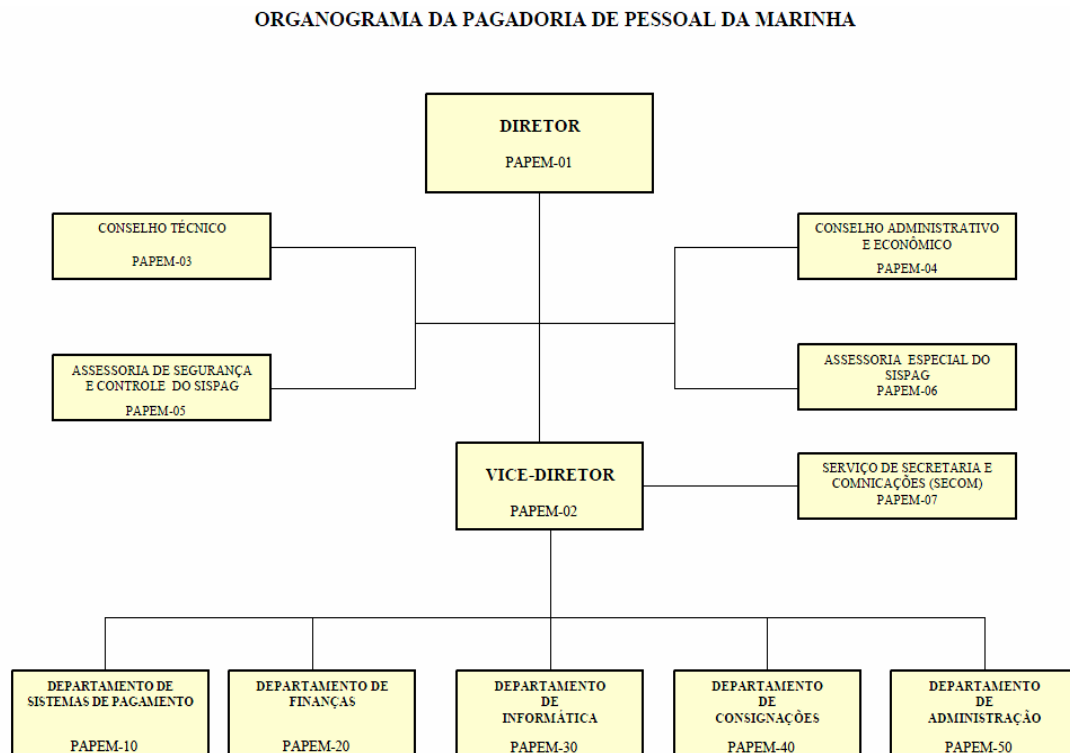 ORGANOGRAMA DA PAGADORIA DE PESSOAL DA MARINHA
DIRETOR
PAPEM-01
CONSELHO TÉCNICO
PAPEM-03
CONSELHO ADMINISTRATIVO
E ECONÔMICO
PAPEM-04
ASSESSORIA DE SEGURANÇA
E CONTROLE DO SISPAG
PAPEM-05
ASSESSORIA ESPECIAL DO
SISPAG
PAPEM-06
VICE-DIRETOR
PAPEM-02
SERVIÇO DE SECRETARIA E
COMNICAÇÕES (SECOM)
PAPEM-07
DEPARTAMENTO DE
SISTEMAS DE PAGAMENTO
PAPEM-10
DEPARTAMENTO DE
FINANÇAS
PAPEM-20
DEPARTAMENTO
DE
INFORMÁTICA
PAPEM-30
DEPARTAMENTO
DE
CONSIGNAÇÕES
PAPEM-40
DEPARTAMENTO
DE
ADMINISTRAÇÃO
PAPEM-50